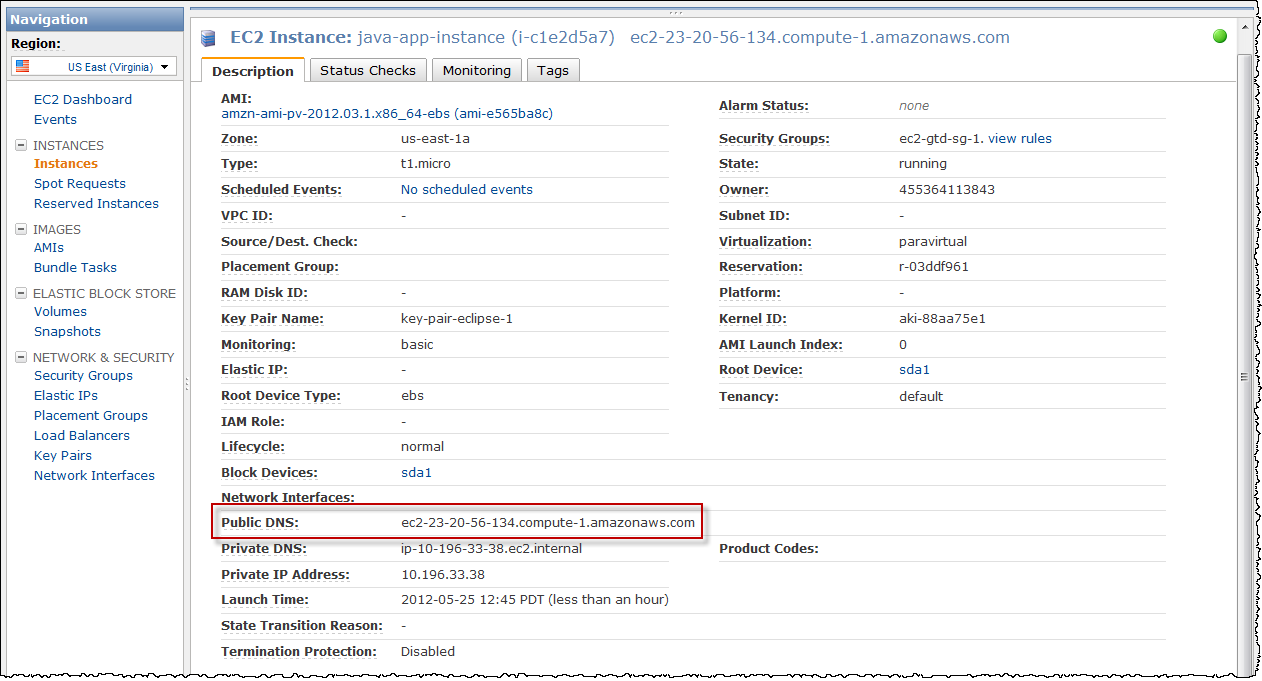 Navigation
Region:
US East (Virginia)
EC2 Dashboard
Events
INSTANCES
Instances
Spot Requests
Reserved Instances
IMAGES
AMIs
Bundle Tasks
ELASTIC BLOCK STORE
Volumes
Snapshots
NETWORK & SECURITY
Security Groups
Elastic IPs
Placement Groups
Load Balancers
Key Pairs
Network Interfaces
EC2 Instance: java-app-instance (i-c1e2d5a7) ec2-23-20-56-134.compute-1.amazonaws.com
Description Status Checks Monitoring Tags
AMI:
amzn-ami-pv-2012.03.1.x86_64-ebs (ami-e565ba8c)
Alarm Status: none
Zone: us-east-1a Security Groups: ec2-gtd-sg-1. view rules
Type: t1.micro State: running
Scheduled Events: No scheduled events Owner: 455364113843
VPC ID: - Subnet ID: -
Source/Dest. Check: Virtualization: paravirtual
Placement Group: Reservation: r-03ddf961
RAM Disk ID: - Platform: -
Key Pair Name: key-pair-eclipse-1 Kernel ID: aki-88aa75e1
Monitoring: basic AMI Launch Index: 0
Elastic IP: - Root Device: sda1
Root Device Type: ebs Tenancy: default
IAM Role: -
Lifecycle: normal
Block Devices: sda1
Network Interfaces:
Public DNS: ec2-23-20-56-134.compute-1.amazonaws.com
Private DNS: ip-10-196-33-38.ec2.internal Product Codes:
Private IP Address: 10.196.33.38
Launch Time: 2012-05-25 12:45 PDT (less than an hour)
State Transition Reason: -
Termination Protection: Disabled